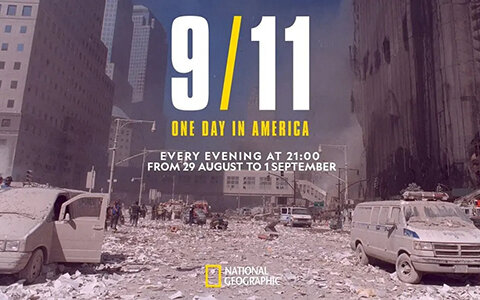 9/11
ONE DAY IN AMERICA
EVERY EVENING AT 21:00
FROM 29 AUGUST TO 1 SEPTEMBER
NATIONAL
GEOGRAPHIC